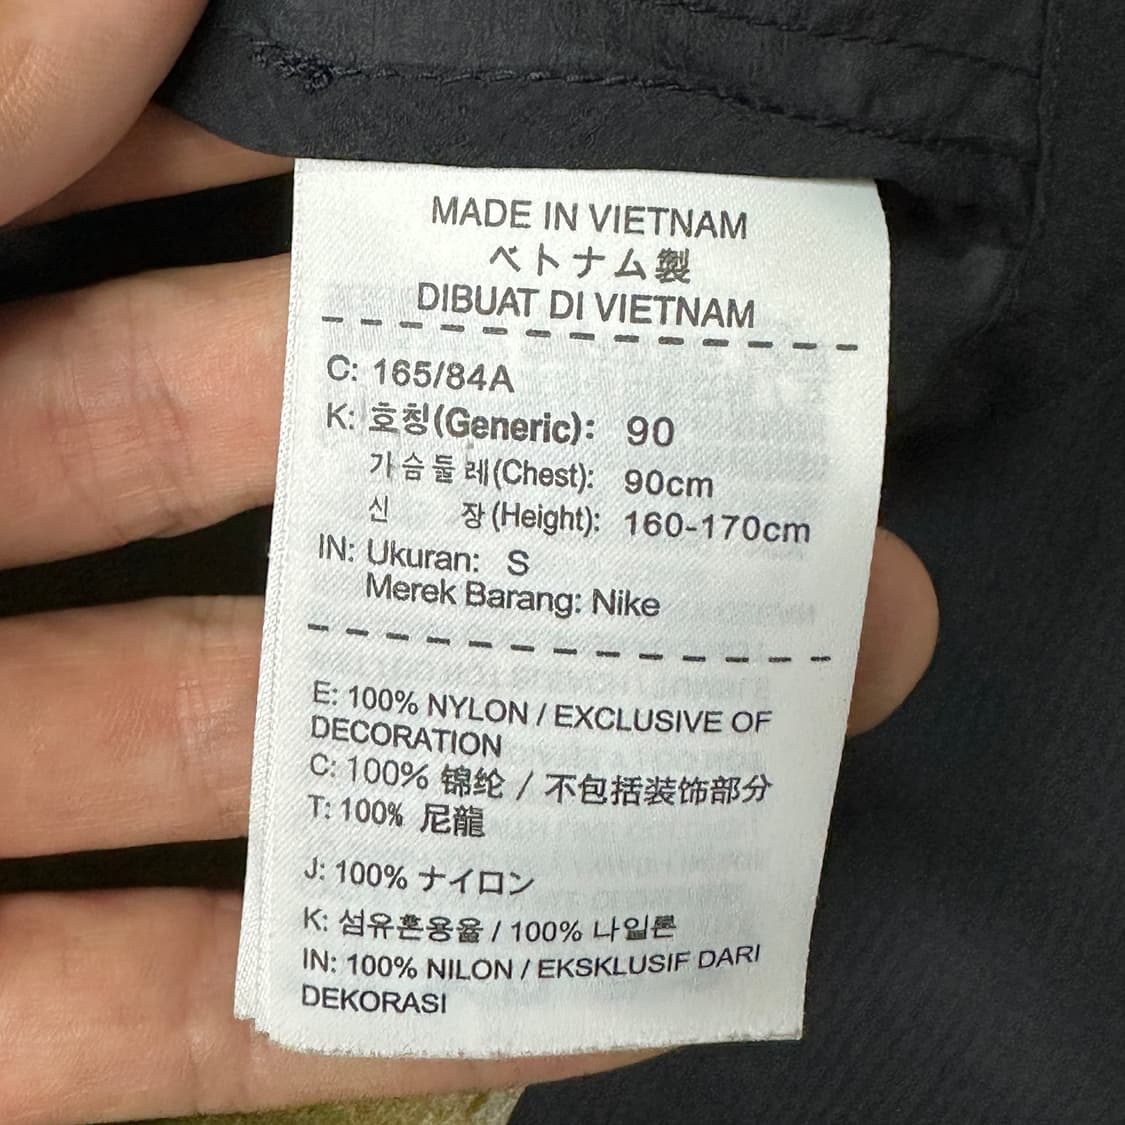 MADE IN VIETNAM
ベトナム製
DIBUAT DI VIETNAM
C: 165/84A
K: 호칭(Generic): 90
가슴둘레(Chest): 90cm
신 장(Height): 160-170cm
IN: Ukuran: S
Merek Barang: Nike
E: 100% NYLON / EXCLUSIVE OF
DECORATION
C: 100% 锦纶 / 不包括装饰部分
T: 100% 尼龍
J: 100% ナイロン
K: 섬유혼용율 / 100% 나일론
IN: 100% NILON / EKSKLUSIF DARI
DEKORASI